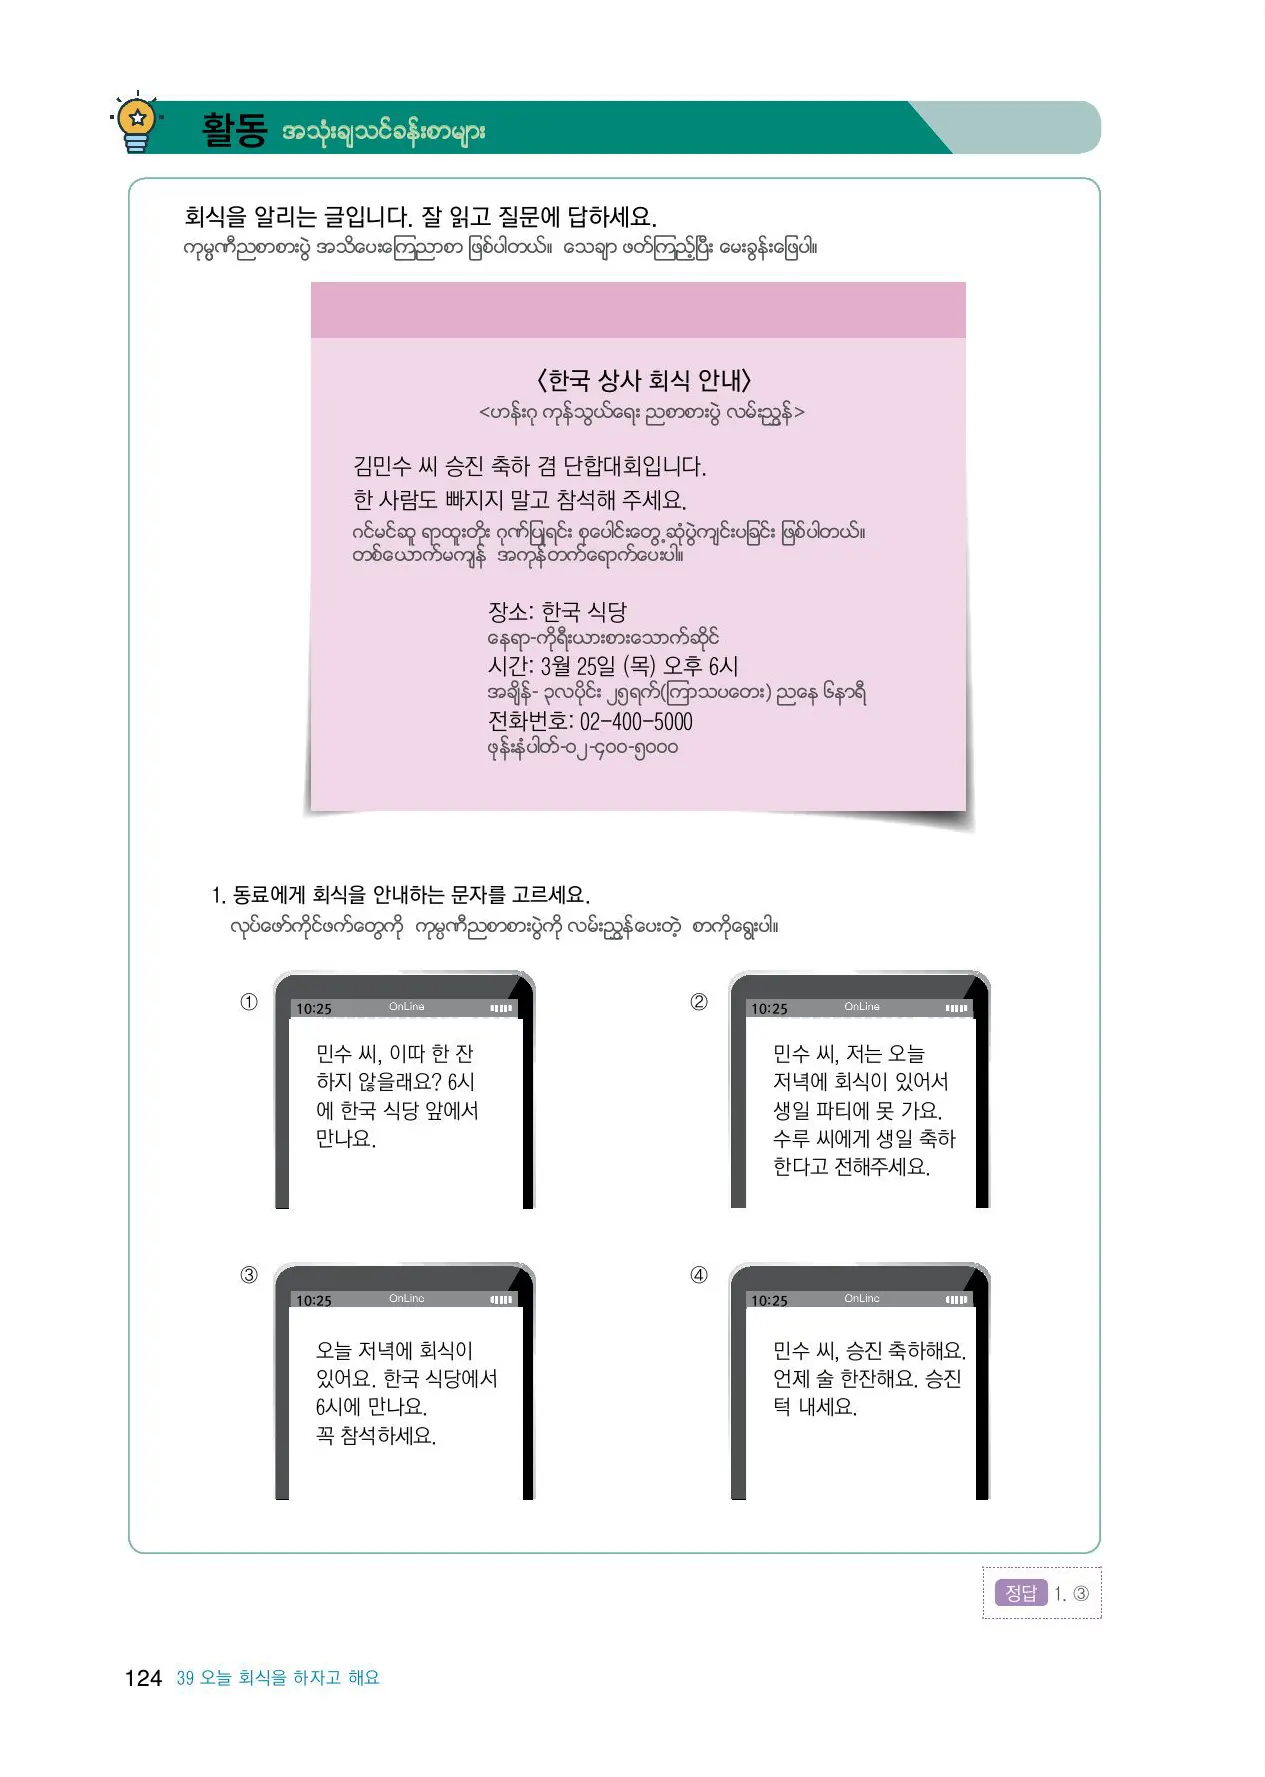 활동 အသုံးချသင်ခန်းစာများ
회식을 알리는 글입니다. 잘 읽고 질문에 답하세요.
ကုမ္ပဏီညစာစားပွဲ အသိပေးကြေညာစာ ဖြစ်ပါတယ်။ သေချာ ဖတ်ကြည့်ပြီး မေးခွန်းဖြေပါ။
〈한국 상사 회식 안내〉
<ဟန်းဂု ကုန်သွယ်ရေး ညစာစားပွဲ လမ်းညွှန်>
김민수 씨 승진 축하 겸 단합대회입니다.
한 사람도 빠지지 말고 참석해 주세요.
ဂင်မင်ဆူ ရာထူးတိုး ဂုဏ်ပြုရင်း စုပေါင်းတွေ့ဆုံပွဲကျင်းပခြင်း ဖြစ်ပါတယ်။
တစ်ယောက်မကျန် အကုန်တက်ရောက်ပေးပါ။
장소: 한국 식당
နေရာ-ကိုရီးယားစားသောက်ဆိုင်
시간: 3월 25일 (목) 오후 6시
အချိန်- ၃လပိုင်း ၂၅ရက်(ကြာသပတေး) ညနေ ၆နာရီ
전화번호: 02-400-5000
ဖုန်းနံပါတ်-၀၂-၄၀၀-၅၀၀၀
1. 동료에게 회식을 안내하는 문자를 고르세요.
လုပ်ဖော်ကိုင်ဖက်တွေကို ကုမ္ပဏီညစာစားပွဲကို လမ်းညွှန်ပေးတဲ့ စာကိုရွေးပါ။
①
10:25 OnLine
민수 씨, 이따 한 잔
하지 않을래요? 6시
에 한국 식당 앞에서
만나요.
②
10:25 OnLine
민수 씨, 저는 오늘
저녁에 회식이 있어서
생일 파티에 못 가요.
수루 씨에게 생일 축하
한다고 전해주세요.
③
10:25 OnLine
오늘 저녁에 회식이
있어요. 한국 식당에서
6시에 만나요.
꼭 참석하세요.
④
10:25 OnLine
민수 씨, 승진 축하해요.
언제 술 한잔해요. 승진
턱 내세요.
정답 1. ③
124 39 오늘 회식을 하자고 해요